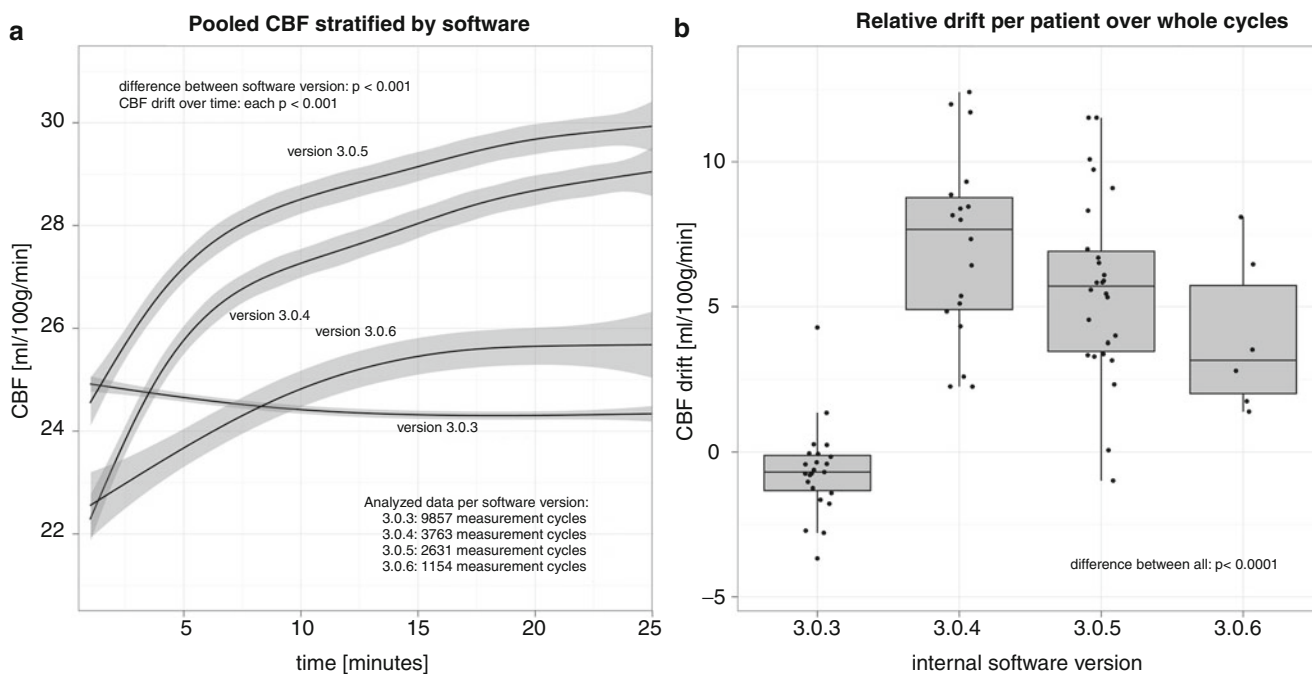 a
Pooled CBF stratified by software
difference between software version: p < 0.001
CBF drift over time: each p < 0.001
version 3.0.5
version 3.0.4
version 3.0.6
version 3.0.3
Analyzed data per software version:
3.0.3: 9857 measurement cycles
3.0.4: 3763 measurement cycles
3.0.5: 2631 measurement cycles
3.0.6: 1154 measurement cycles
CBF [ml/100g/min]
30
28
26
24
22
5
10
15
20
25
time [minutes]
b
Relative drift per patient over whole cycles
CBF drift [ml/100g/min]
10
5
0
−5
difference between all: p< 0.0001
3.0.3
3.0.4
3.0.5
3.0.6
internal software version